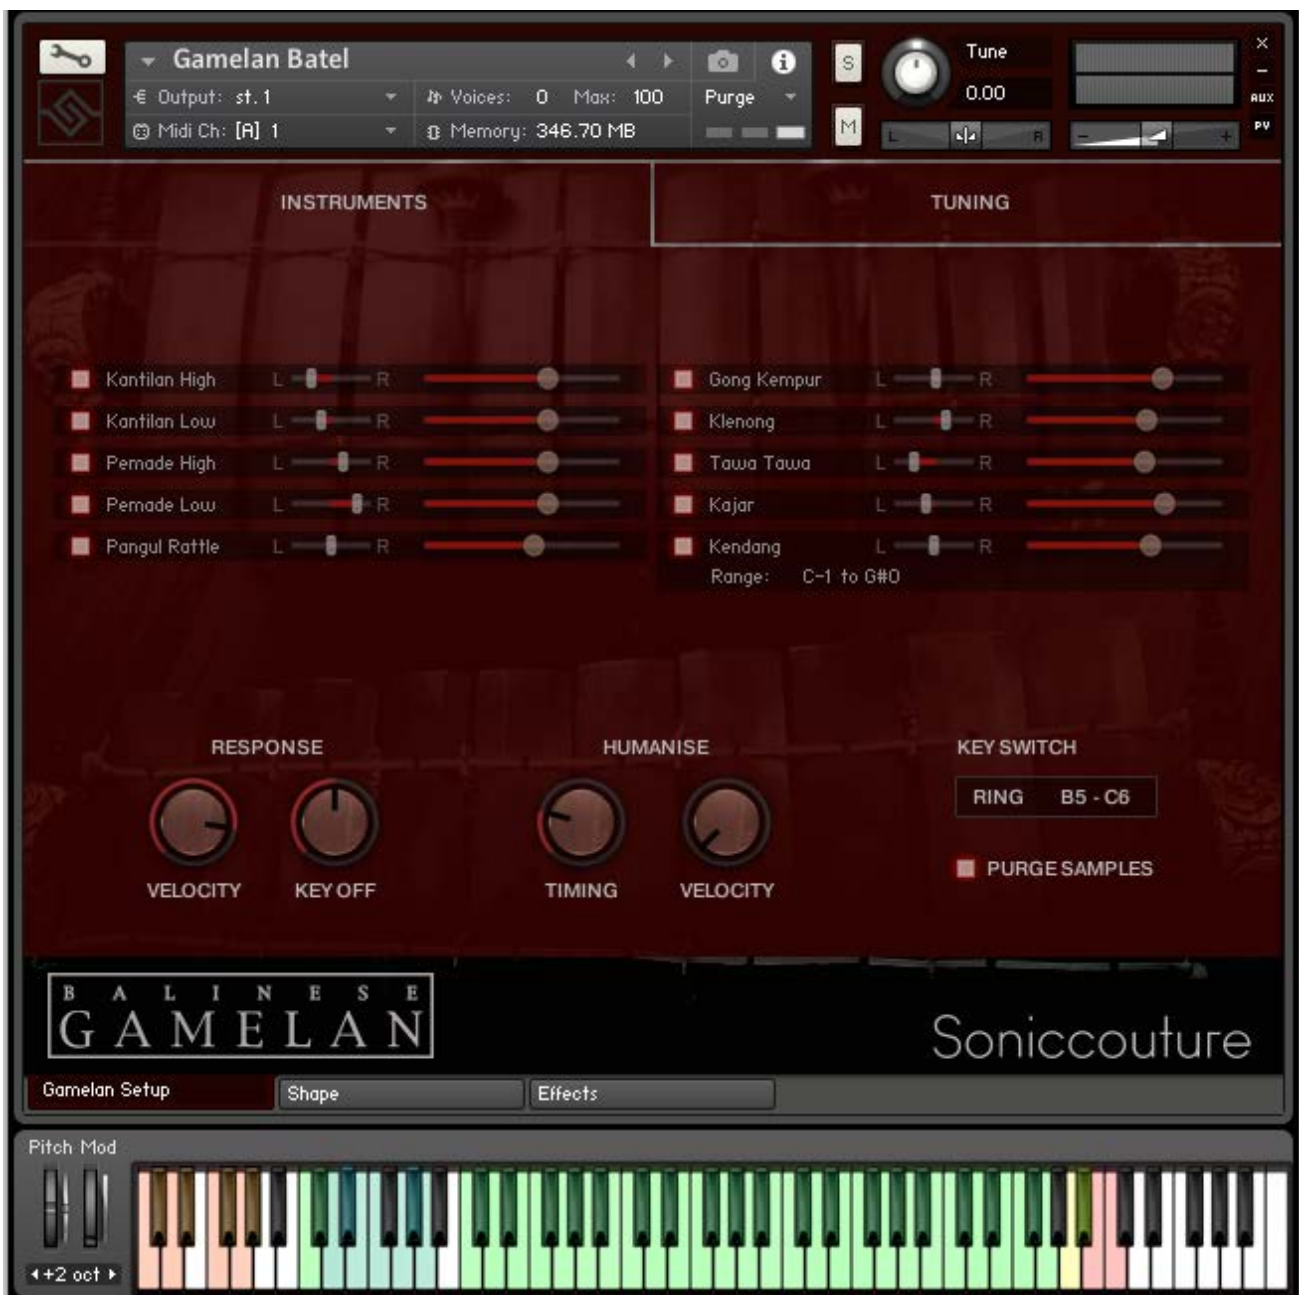 Gamelan Batel
Output: st.1
Voices: 0 Max: 100
Purge
Midi Ch: [A] 1
Memory: 346.70 MB
S
M
Tune
0.00
L R
- +
×
-
AUX
PV
INSTRUMENTS
TUNING
Kantilan High L R
Kantilan Low L R
Pemade High L R
Pemade Low L R
Pangul Rattle L R
Gong Kempur L R
Klenong L R
Tawa Tawa L R
Kajar L R
Kendang L R
Range: C-1 to G#0
RESPONSE
VELOCITY KEY OFF
HUMANISE
TIMING VELOCITY
KEY SWITCH
RING B5 - C6
PURGE SAMPLES
BALINESE
GAMELAN
Soniccouture
Gamelan Setup
Shape
Effects
Pitch Mod
+2 oct